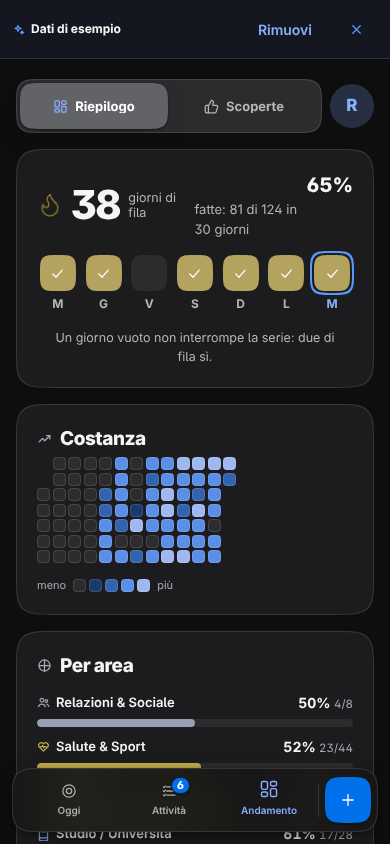 Dati di esempio
Rimuovi
Riepilogo
Scoperte
R
38
giorni di
fila
65%
fatte: 81 di 124 in
30 giorni
M G V S D L M
Un giorno vuoto non interrompe la serie: due di
fila sì.
Costanza
meno
più
Per area
Relazioni & Sociale
50% 4/8
Salute & Sport
52% 23/44
Oggi
6
Attività
Andamento
Studio / Università
61% 17/28